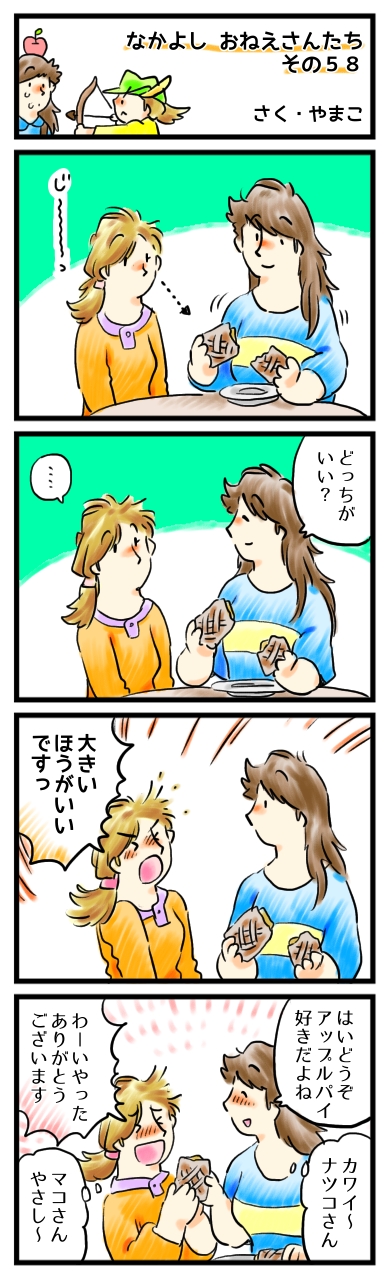 なかよし おねえさんたち
その５８
さく・やまこ
じ〜〜〜っ
どっちが
いい？
……
大きい
ほうがいい
ですっ
はいどうぞ
アップルパイ
好きだよね
わーいやった
ありがとう
ございます
カワイ〜
ナツコさん
マコさん
やさし〜